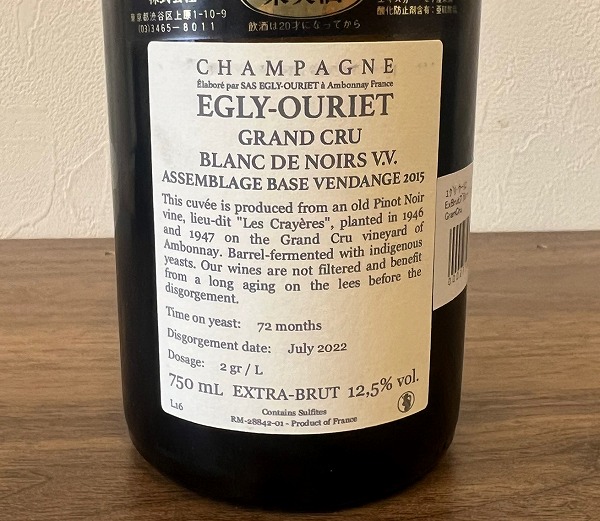 東京都渋谷区上原1-10-9
(03)3465-8011
飲酒は20才になってから
CHAMPAGNE
Élaboré par SAS EGLY-OURIET à Ambonnay France
EGLY-OURIET
GRAND CRU
BLANC DE NOIRS V.V.
ASSEMBLAGE BASE VENDANGE 2015
This cuvée is produced from an old Pinot Noir
vine, lieu-dit "Les Crayères", planted in 1946
and 1947 on the Grand Cru vineyard of
Ambonnay. Barrel-fermented with indigenous
yeasts. Our wines are not filtered and benefit
from a long aging on the lees before the
disgorgement.
Time on yeast: 72 months
Disgorgement date: July 2022
Dosage: 2 gr / L
750 mL EXTRA-BRUT 12,5% vol.
L16
Contains Sulfites
RM-28842-01 - Product of France